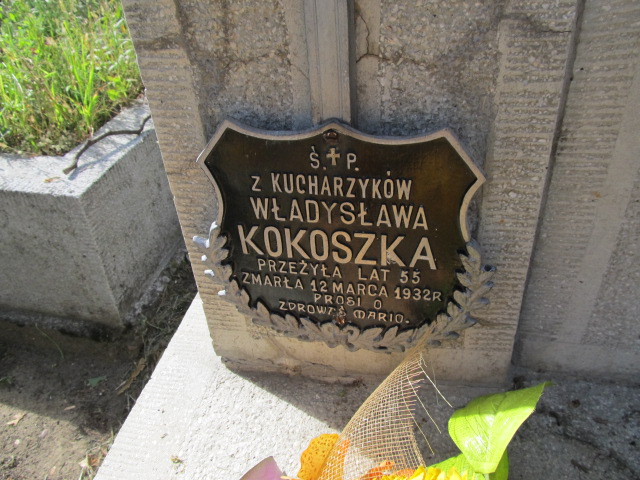 Ś.✝P.
Z KUCHARZYKÓW
WŁADYSŁAWA
KOKOSZKA
PRZEŻYŁA LAT 55
ZMARŁA 12 MARCA 1932R
PROSI O
ZDROWAŚ MARIO.